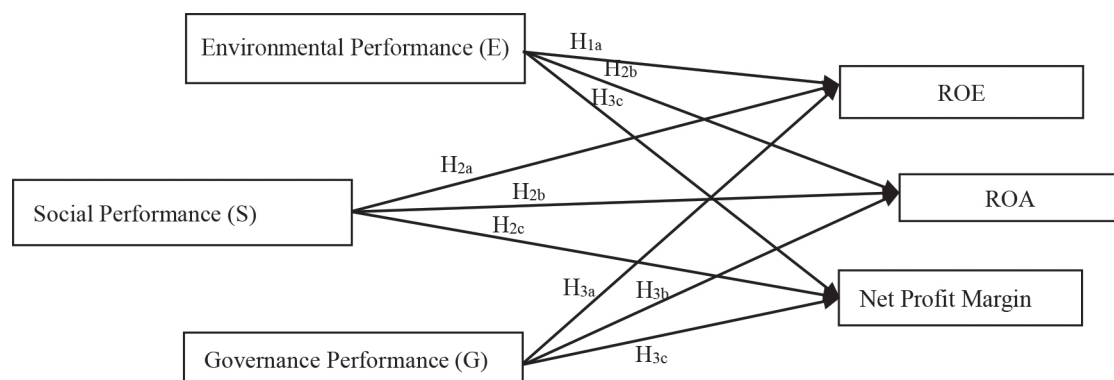 Environmental Performance (E)
H1a
H2b
H3c
ROE
H2a
Social Performance (S)
H2b
H2c
ROA
H3a
H3b
Net Profit Margin
Governance Performance (G)
H3c